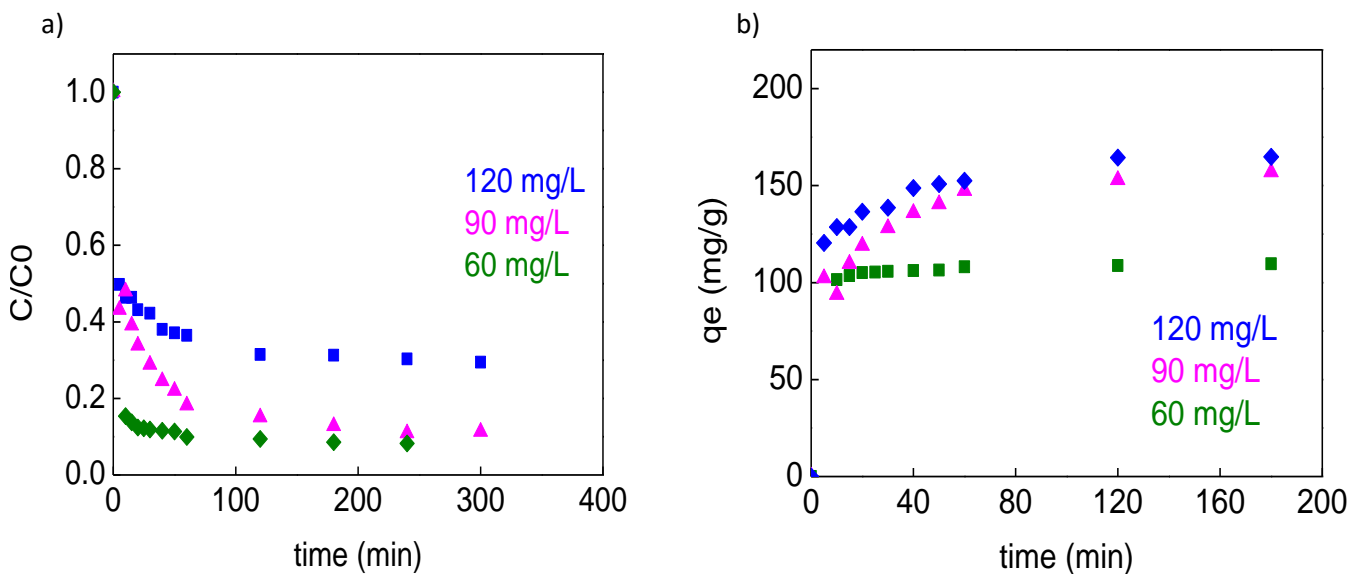 a)
C/C0
1.0
0.8
0.6
0.4
0.2
0.0
120 mg/L
90 mg/L
60 mg/L
0 100 200 300 400
time (min)
b)
qe (mg/g)
200
150
100
50
0
120 mg/L
90 mg/L
60 mg/L
0 40 80 120 160 200
time (min)